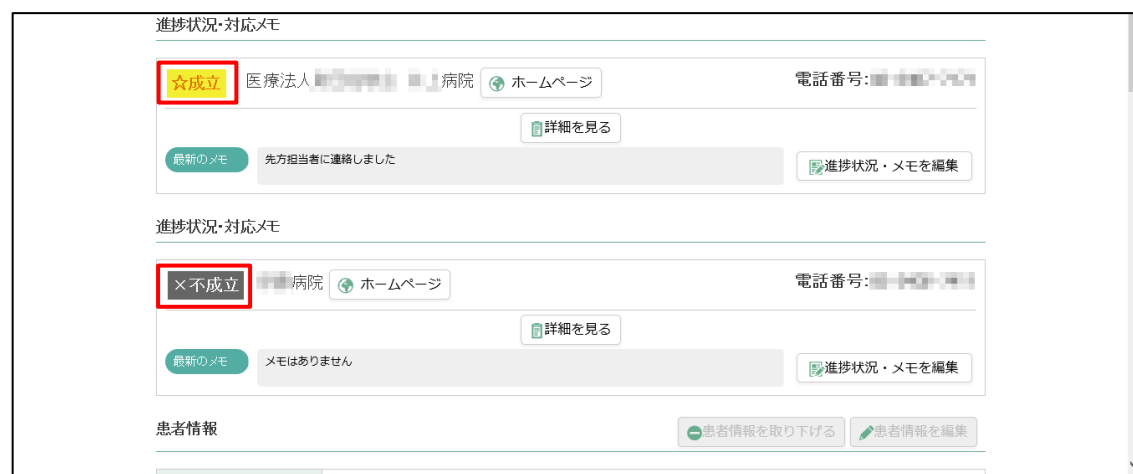 進捗状況・対応メモ
☆成立 医療法人 病院 ホームページ 電話番号:
詳細を見る
最新のメモ 先方担当者に連絡しました 進捗状況・メモを編集
進捗状況・対応メモ
×不成立 病院 ホームページ 電話番号:
詳細を見る
最新のメモ メモはありません 進捗状況・メモを編集
患者情報 患者情報を取り下げる 患者情報を編集